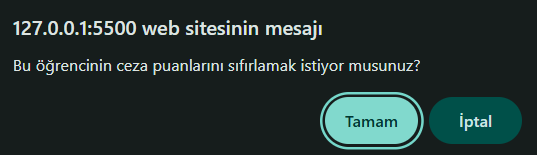 127.0.0.1:5500 web sitesinin mesajı
Bu öğrencinin ceza puanlarını sıfırlamak istiyor musunuz?
Tamam
İptal